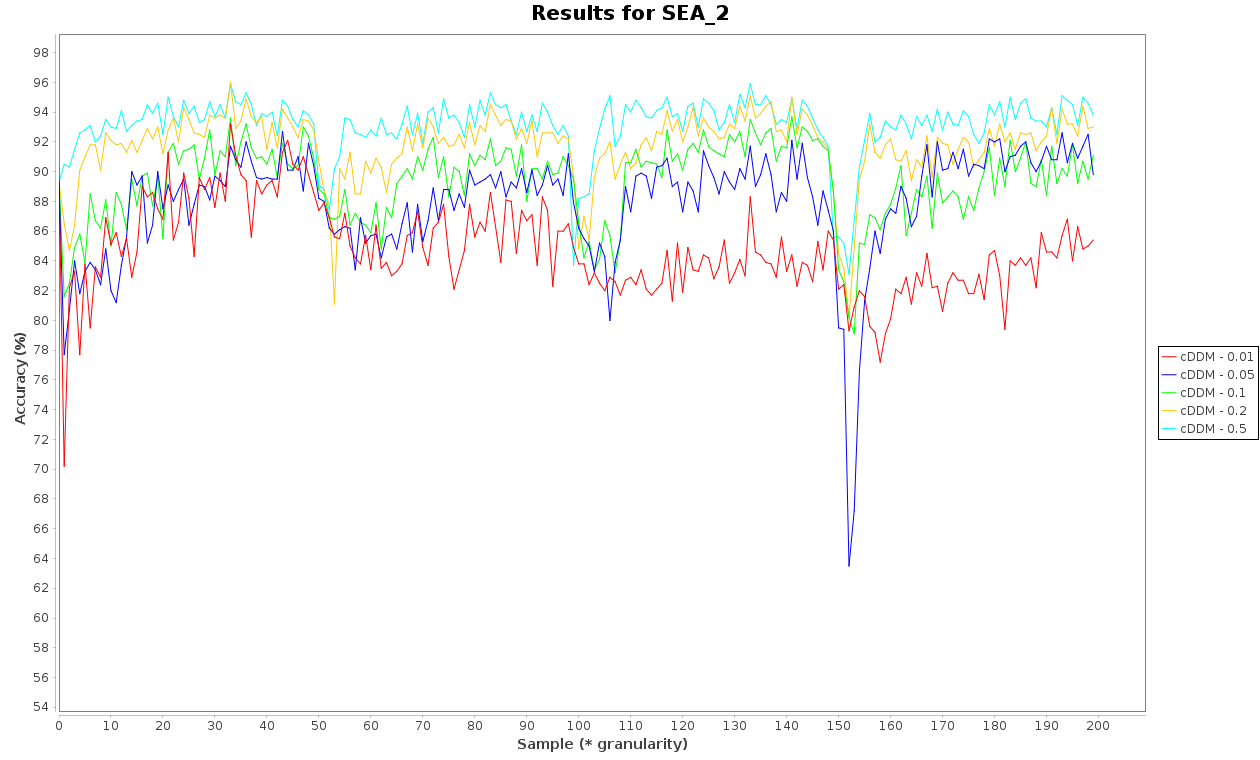 Results for SEA_2
Accuracy (%)
98
96
94
92
90
88
86
84
82
80
78
76
74
72
70
68
66
64
62
60
58
56
54
0 10 20 30 40 50 60 70 80 90 100 110 120 130 140 150 160 170 180 190 200
Sample (* granularity)
cDDM - 0.01
cDDM - 0.05
cDDM - 0.1
cDDM - 0.2
cDDM - 0.5